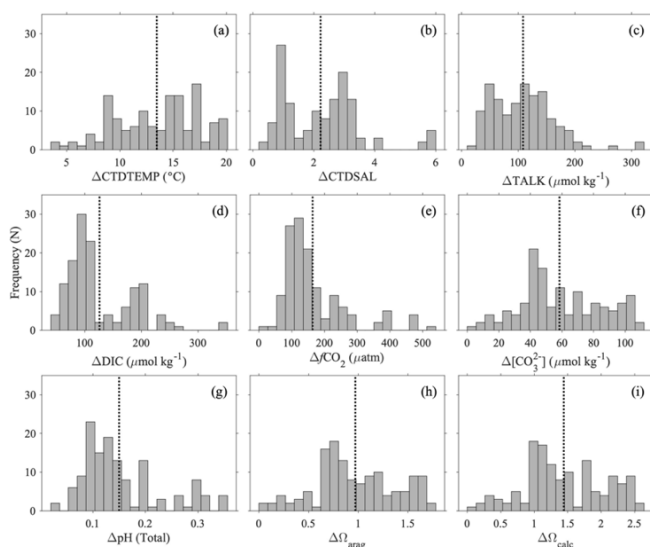 (a) (b) (c)
30
20
10
0
5 10 15 20 0 2 4 6 0 100 200 300
ΔCTDTEMP (°C) ΔCTDSAL ΔTALK (μmol kg⁻¹)
(d) (e) (f)
Frequency (N)
30
20
10
0
100 200 300 0 100 200 300 400 500 0 20 40 60 80 100
ΔDIC (μmol kg⁻¹) ΔfCO₂ (μatm) Δ[CO₃²⁻] (μmol kg⁻¹)
(g) (h) (i)
30
20
10
0
0.1 0.2 0.3 0 0.5 1 1.5 0 0.5 1 1.5 2 2.5
ΔpH (Total) ΔΩarag ΔΩcalc